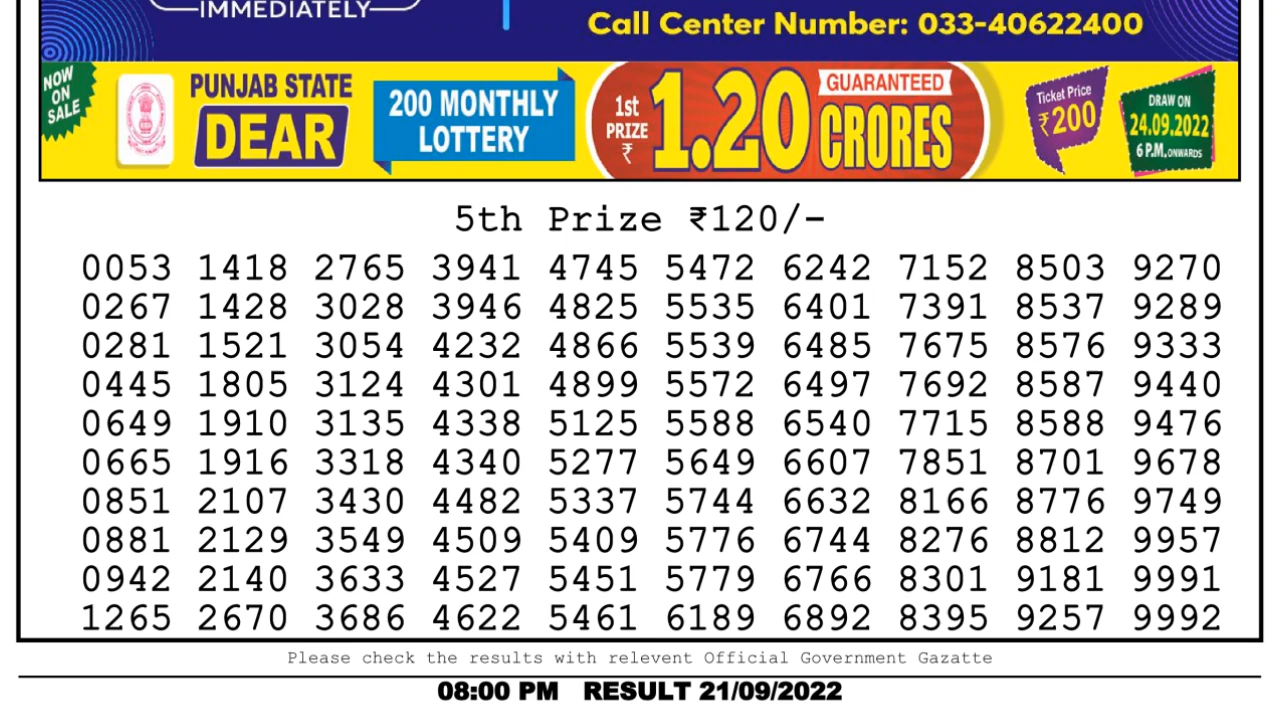 IMMEDIATELY
Call Center Number: 033-40622400
NOW
ON
SALE
PUNJAB STATE
DEAR
200 MONTHLY
LOTTERY
1st
PRIZE
₹
1.20
GUARANTEED
CRORES
Ticket Price
₹200
DRAW ON
24.09.2022
6 P.M. ONWARDS
5th Prize ₹120/-
0053 1418 2765 3941 4745 5472 6242 7152 8503 9270
0267 1428 3028 3946 4825 5535 6401 7391 8537 9289
0281 1521 3054 4232 4866 5539 6485 7675 8576 9333
0445 1805 3124 4301 4899 5572 6497 7692 8587 9440
0649 1910 3135 4338 5125 5588 6540 7715 8588 9476
0665 1916 3318 4340 5277 5649 6607 7851 8701 9678
0851 2107 3430 4482 5337 5744 6632 8166 8776 9749
0881 2129 3549 4509 5409 5776 6744 8276 8812 9957
0942 2140 3633 4527 5451 5779 6766 8301 9181 9991
1265 2670 3686 4622 5461 6189 6892 8395 9257 9992
Please check the results with relevent Official Government Gazatte
08:00 PM RESULT 21/09/2022